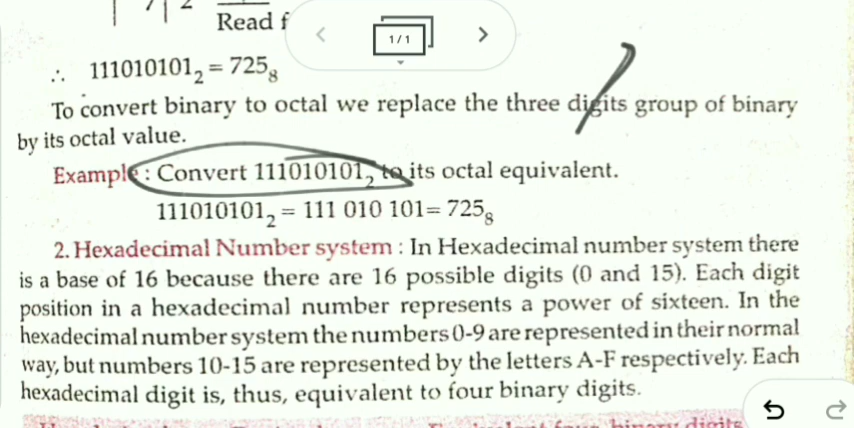 2
Read f
1/1
∴ 111010101₂ = 725₈
To convert binary to octal we replace the three digits group of binary
by its octal value.
Example : Convert 111010101₂ to its octal equivalent.
111010101₂ = 111 010 101= 725₈
2. Hexadecimal Number system : In Hexadecimal number system there
is a base of 16 because there are 16 possible digits (0 and 15). Each digit
position in a hexadecimal number represents a power of sixteen. In the
hexadecimal number system the numbers 0-9 are represented in their normal
way, but numbers 10-15 are represented by the letters A-F respectively. Each
hexadecimal digit is, thus, equivalent to four binary digits.
binary digits